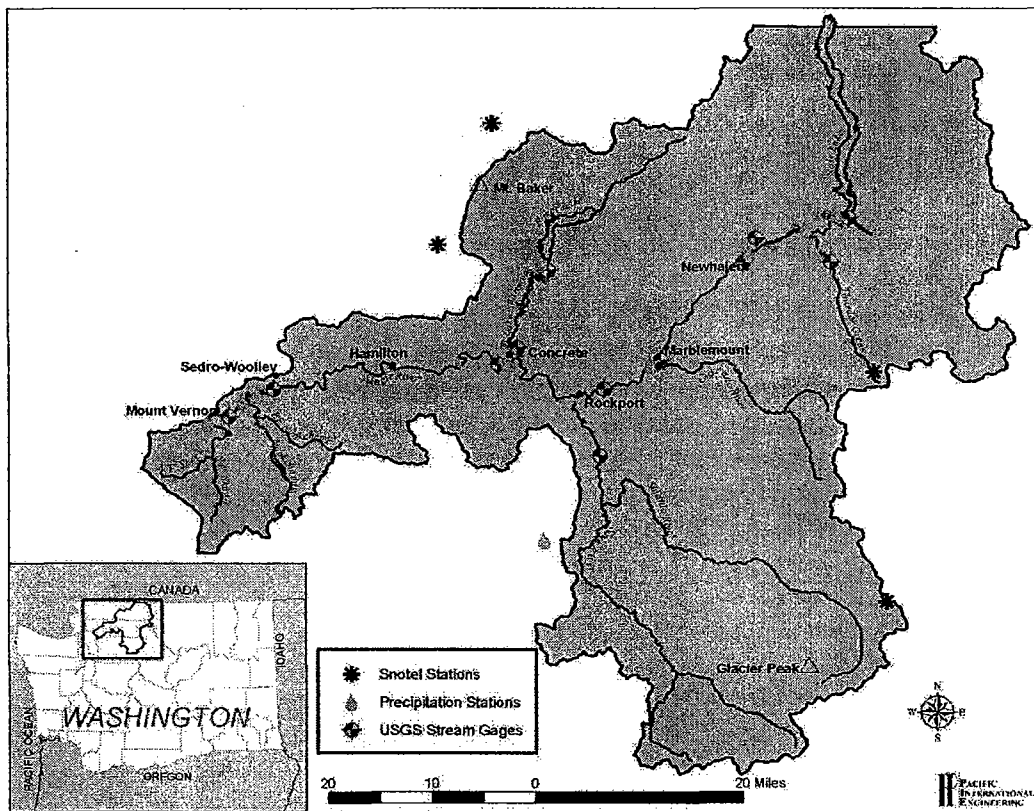 Mt. Baker
Newhalem
Sedro-Woolley
Hamilton
Concrete
Marblemount
Mount Vernon
Rockport
CANADA
IDAHO
PACIFIC OCEAN
WASHINGTON
OREGON
Glacier Peak
Snotel Stations
Precipitation Stations
USGS Stream Gages
N
W
E
S
20 10 0 20 Miles
PACIFIC
INTERNATIONAL
ENGINEERING